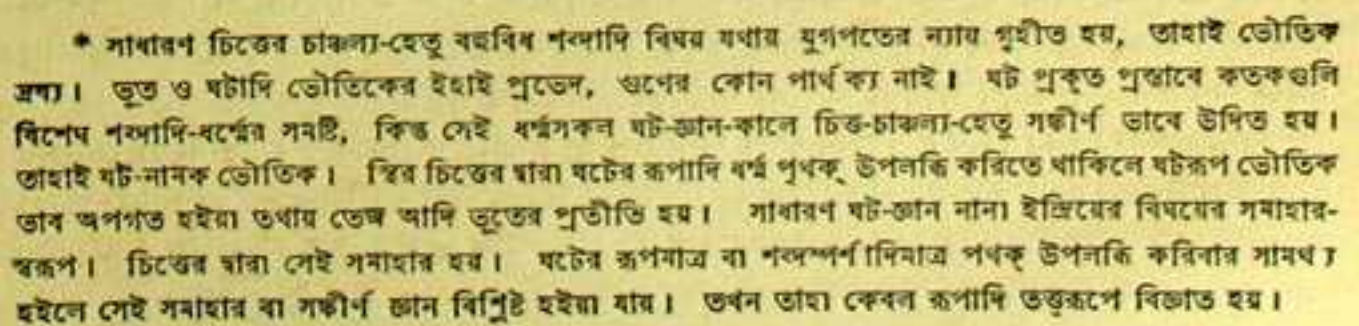 * সাধারণ চিত্তের চাঞ্চল্য-হেতু বহুবিধ শব্দাদি বিষয় যথায় যুগপতের ন্যায় গৃহীত হয়, তাহাই ভৌতিক
দ্রব্য। ভূত ও ঘটাদি ভৌতিকের ইহাই প্রভেদ, গুণের কোন পার্থক্য নাই। ঘট প্রকৃত প্রস্তাবে কতকগুলি
বিশেষ শব্দাদি-ধর্ম্মের সমষ্টি, কিন্তু সেই ধর্ম্মসকল ঘট-জ্ঞান-কালে চিত্ত-চাঞ্চল্য-হেতু সঙ্কীর্ণ ভাবে উদিত হয়।
তাহাই ঘট-নামক ভৌতিক। স্থির চিত্তের দ্বারা ঘটের রূপাদি ধর্ম্ম পৃথক্ উপলব্ধি করিতে থাকিলে ঘটরূপ ভৌতিক
ভাব অপগত হইয়া তথায় তেজ আদি ভূতের প্রতীতি হয়। সাধারণ ঘট-জ্ঞান নানা ইন্দ্রিয়ের বিষয়ের সমাহার-
স্বরূপ। চিত্তের দ্বারা সেই সমাহার হয়। ঘটের রূপমাত্র বা শব্দস্পর্শাদিমাত্র পৃথক্ উপলব্ধি করিবার সামর্থ্য
হইলে সেই সমাহার বা সঙ্কীর্ণ জ্ঞান বিশ্লিষ্ট হইয়া যায়। তখন তাহা কেবল রূপাদি তত্ত্বরূপে বিজ্ঞাত হয়।